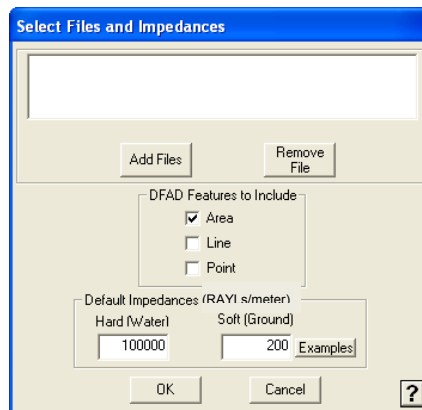 Select Files and Impedances
Add Files
Remove File
DFAD Features to Include
Area
Line
Point
Default Impedances (RAYLs/meter)
Hard (Water)
Soft (Ground)
100000
200
Examples
OK
Cancel
?